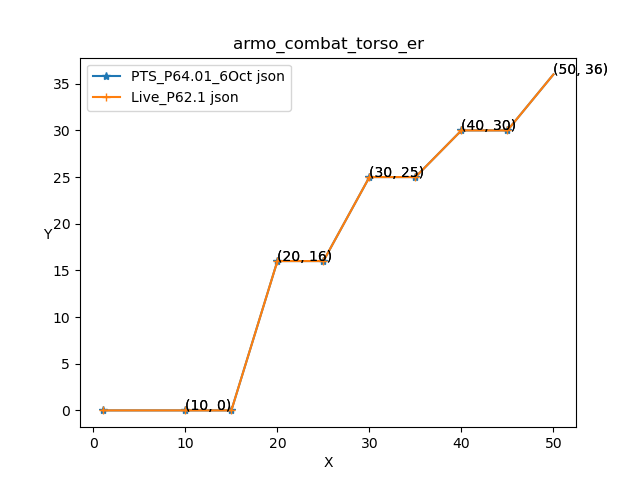 armo_combat_torso_er
PTS_P64.01_6Oct json
Live_P62.1 json
(50, 36)
(40, 30)
(30, 25)
(20, 16)
(10, 0)
Y
35
30
25
20
15
10
5
0
0 10 20 30 40 50
X